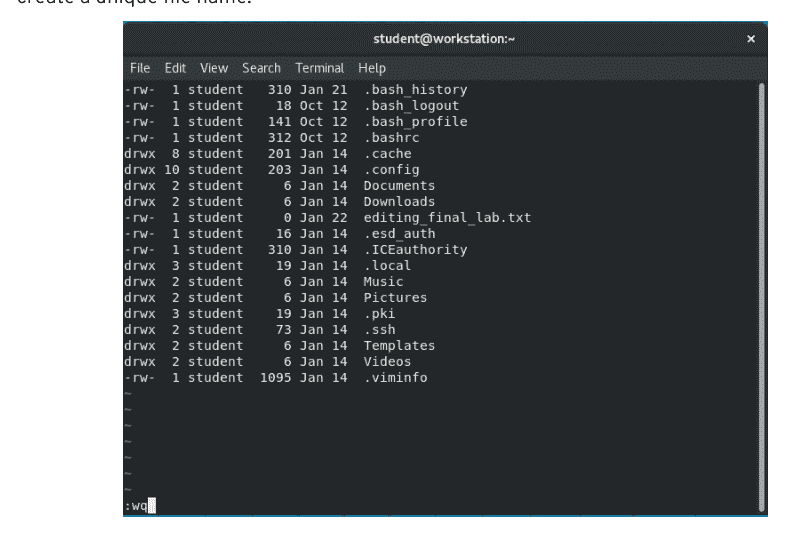 create a unique file name.
student@workstation:~ ×
File Edit View Search Terminal Help
-rw- 1 student 310 Jan 21 .bash_history
-rw- 1 student 18 Oct 12 .bash_logout
-rw- 1 student 141 Oct 12 .bash_profile
-rw- 1 student 312 Oct 12 .bashrc
drwx 8 student 201 Jan 14 .cache
drwx 10 student 203 Jan 14 .config
drwx 2 student 6 Jan 14 Documents
drwx 2 student 6 Jan 14 Downloads
-rw- 1 student 0 Jan 22 editing_final_lab.txt
-rw- 1 student 16 Jan 14 .esd_auth
-rw- 1 student 310 Jan 14 .ICEauthority
drwx 3 student 19 Jan 14 .local
drwx 2 student 6 Jan 14 Music
drwx 2 student 6 Jan 14 Pictures
drwx 3 student 19 Jan 14 .pki
drwx 2 student 73 Jan 14 .ssh
drwx 2 student 6 Jan 14 Templates
drwx 2 student 6 Jan 14 Videos
-rw- 1 student 1095 Jan 14 .viminfo
~
~
~
~
~
~
~
:wq